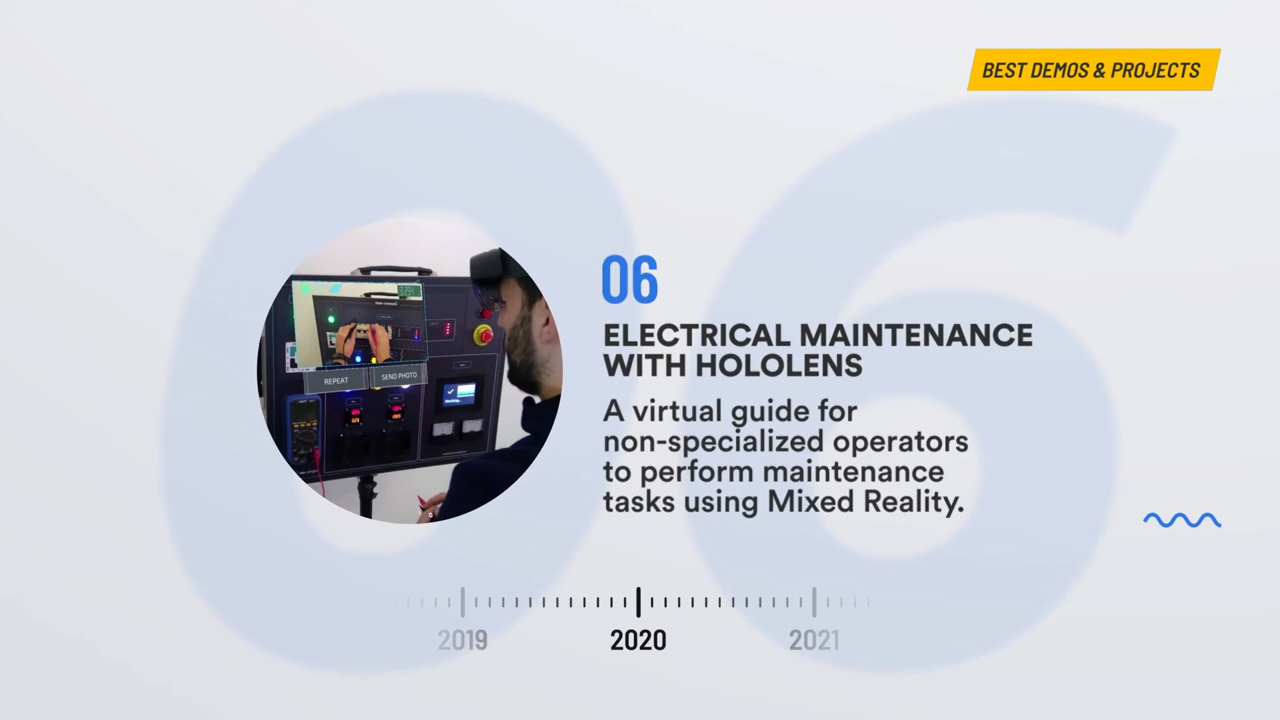 BEST DEMOS & PROJECTS
06
ELECTRICAL MAINTENANCE
WITH HOLOLENS
A virtual guide for
non-specialized operators
to perform maintenance
tasks using Mixed Reality.
REPEAT
SEND PHOTO
2019
2020
2021